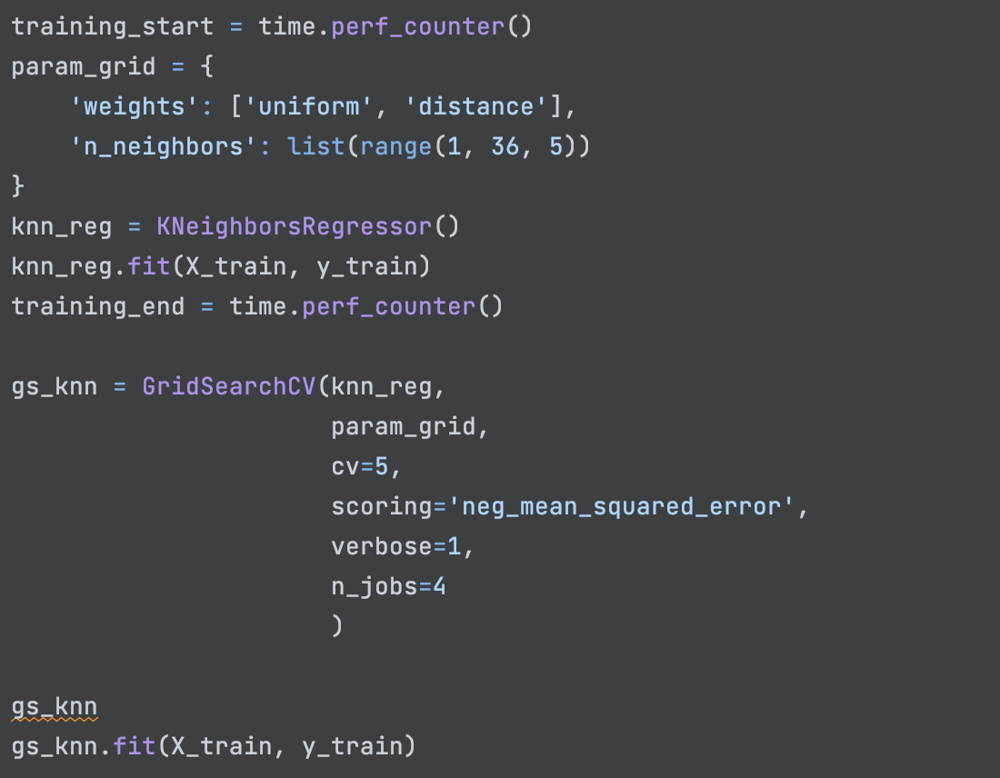 training_start = time.perf_counter()
param_grid = {
    'weights': ['uniform', 'distance'],
    'n_neighbors': list(range(1, 36, 5))
}
knn_reg = KNeighborsRegressor()
knn_reg.fit(X_train, y_train)
training_end = time.perf_counter()

gs_knn = GridSearchCV(knn_reg,
                      param_grid,
                      cv=5,
                      scoring='neg_mean_squared_error',
                      verbose=1,
                      n_jobs=4
                      )

gs_knn
gs_knn.fit(X_train, y_train)